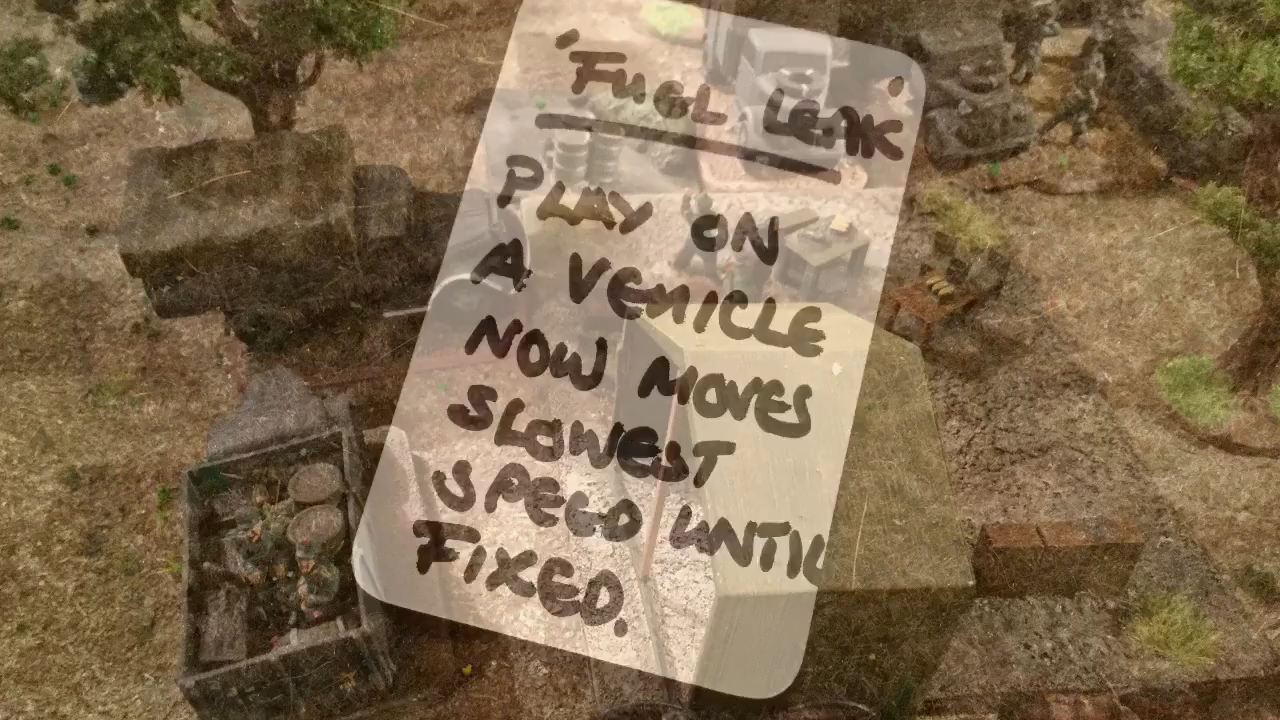 'FUEL LEAK'
PLAY ON
A VEHICLE
NOW MOVES
SLOWEST
SPEED UNTIL
FIXED.